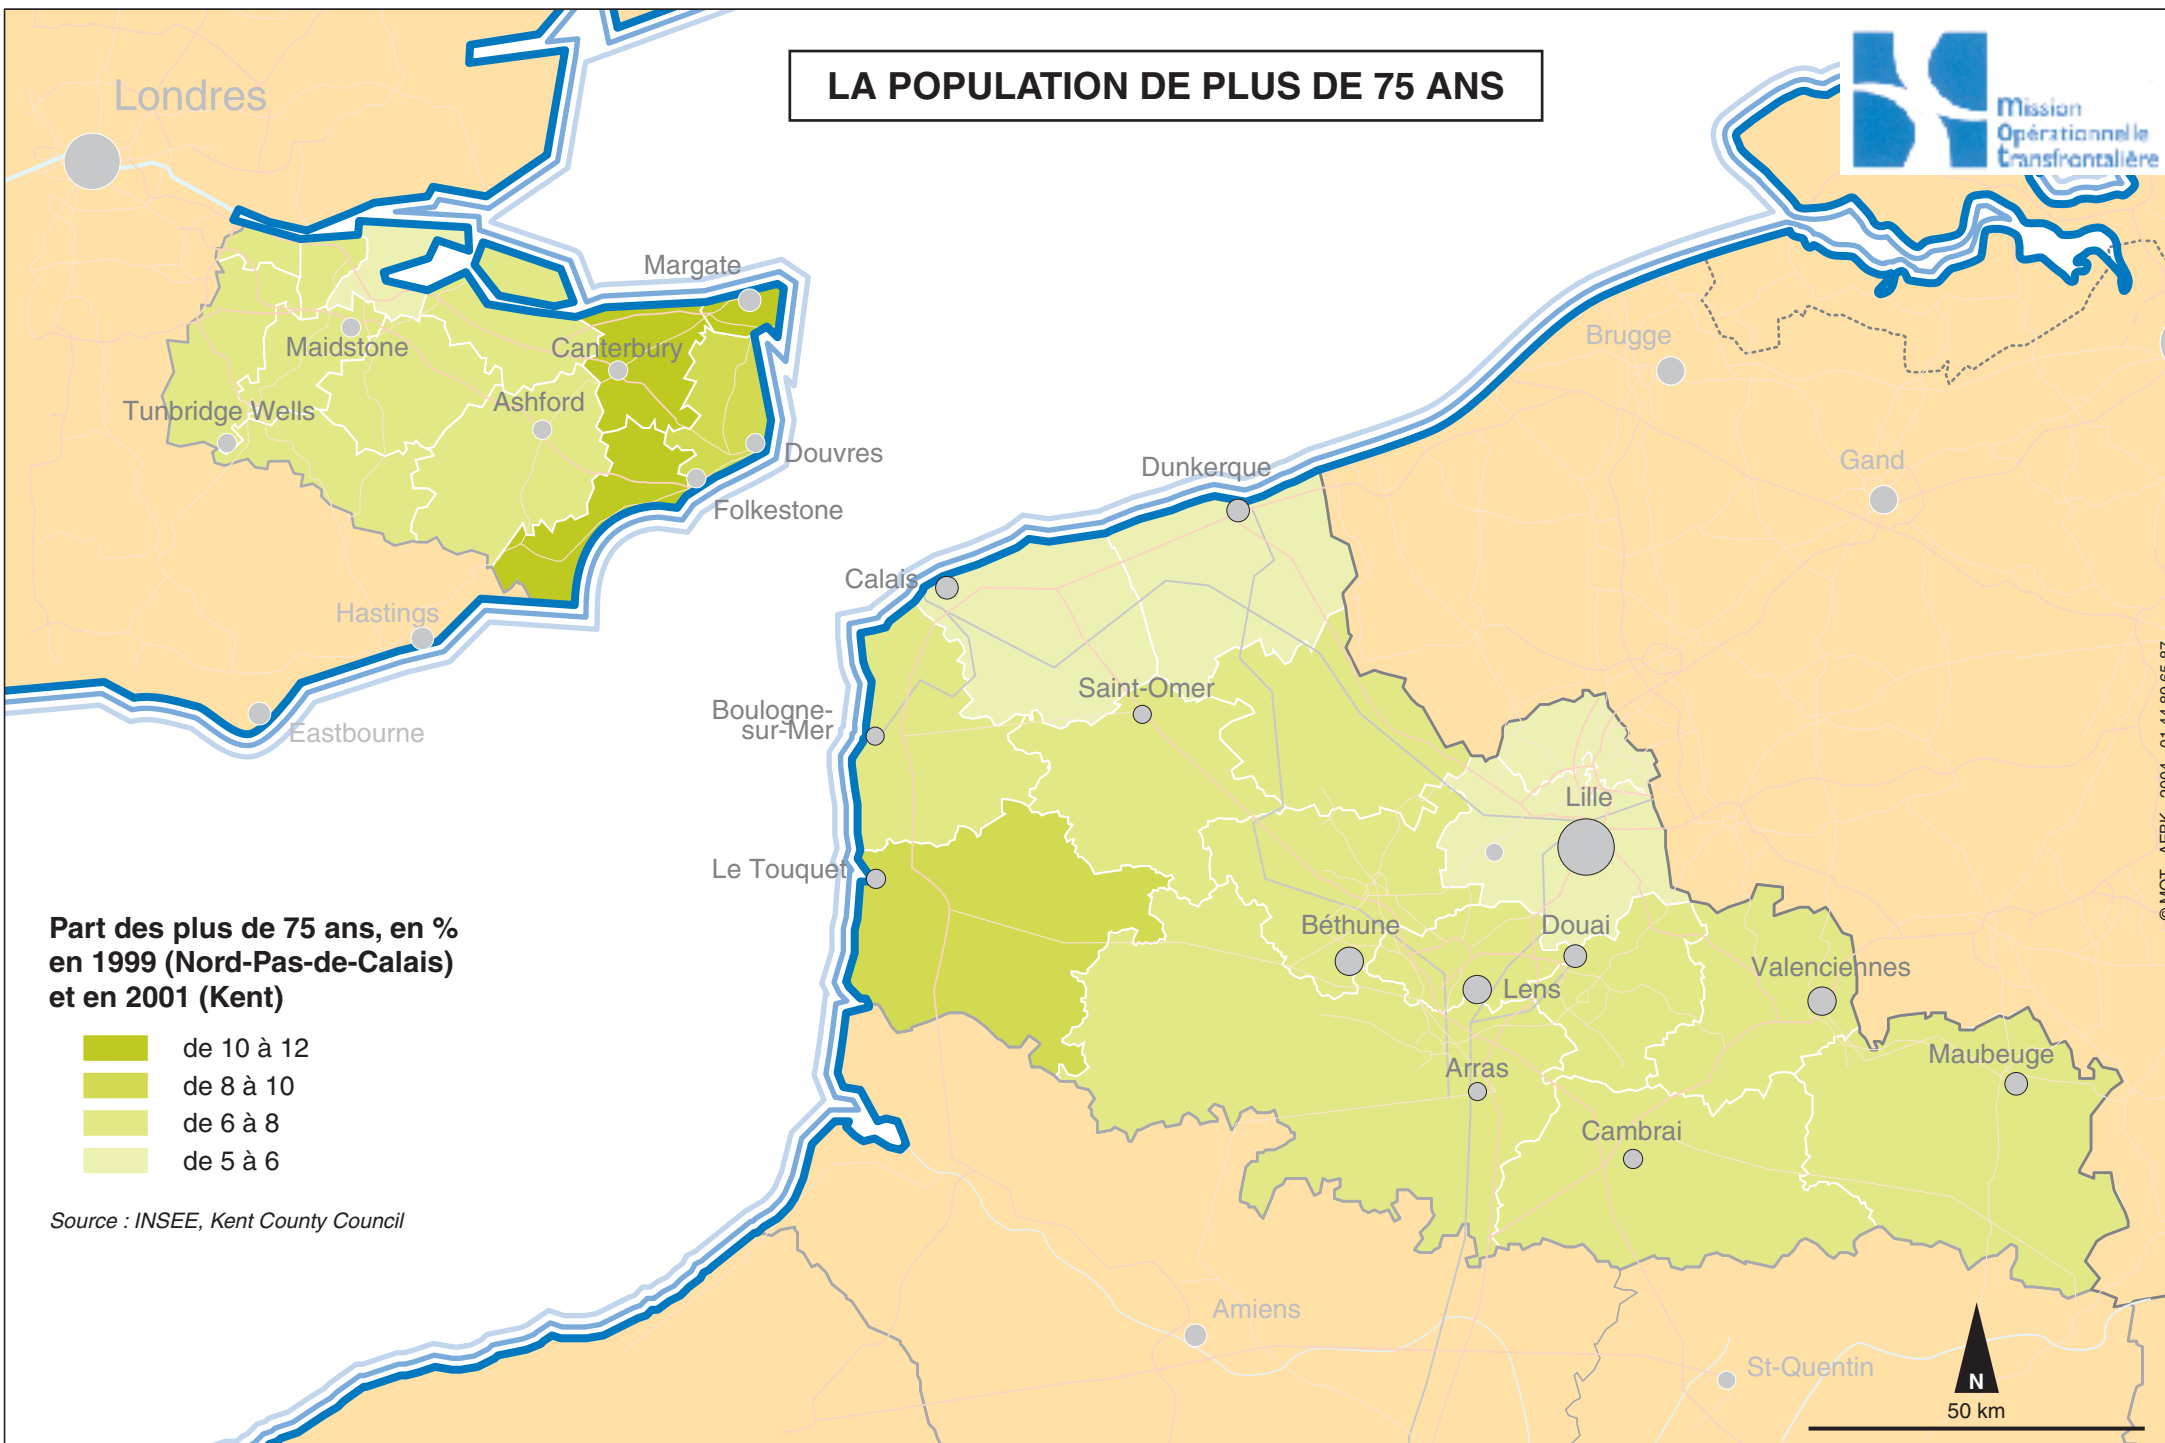 LA POPULATION DE PLUS DE 75 ANS
mission
opérationnelle
transfrontalière
Londres
Margate
Maidstone
Canterbury
Tunbridge Wells
Ashford
Douvres
Folkestone
Hastings
Eastbourne
Brugge
Gand
Dunkerque
Calais
Saint-Omer
Boulogne-
sur-Mer
Lille
Le Touquet
Béthune
Douai
Lens
Valenciennes
Arras
Maubeuge
Cambrai
Amiens
St-Quentin
Part des plus de 75 ans, en %
en 1999 (Nord-Pas-de-Calais)
et en 2001 (Kent)
de 10 à 12
de 8 à 10
de 6 à 8
de 5 à 6
Source : INSEE, Kent County Council
N
50 km